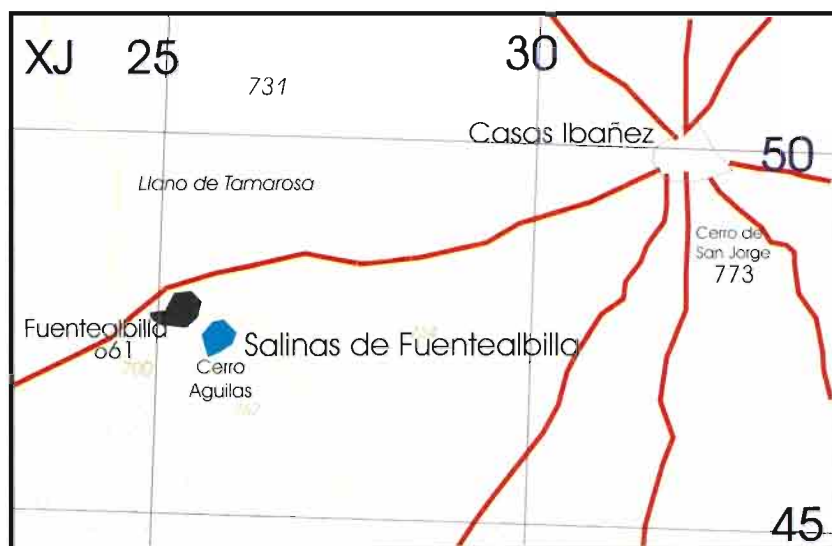 XJ 25 30
731
Casas Ibañez
50
Llano de Tamarosa
Cerro de
San Jorge
773
Fuentealbilla
661
Salinas de Fuentealbilla
700
Cerro
Aguilas
45